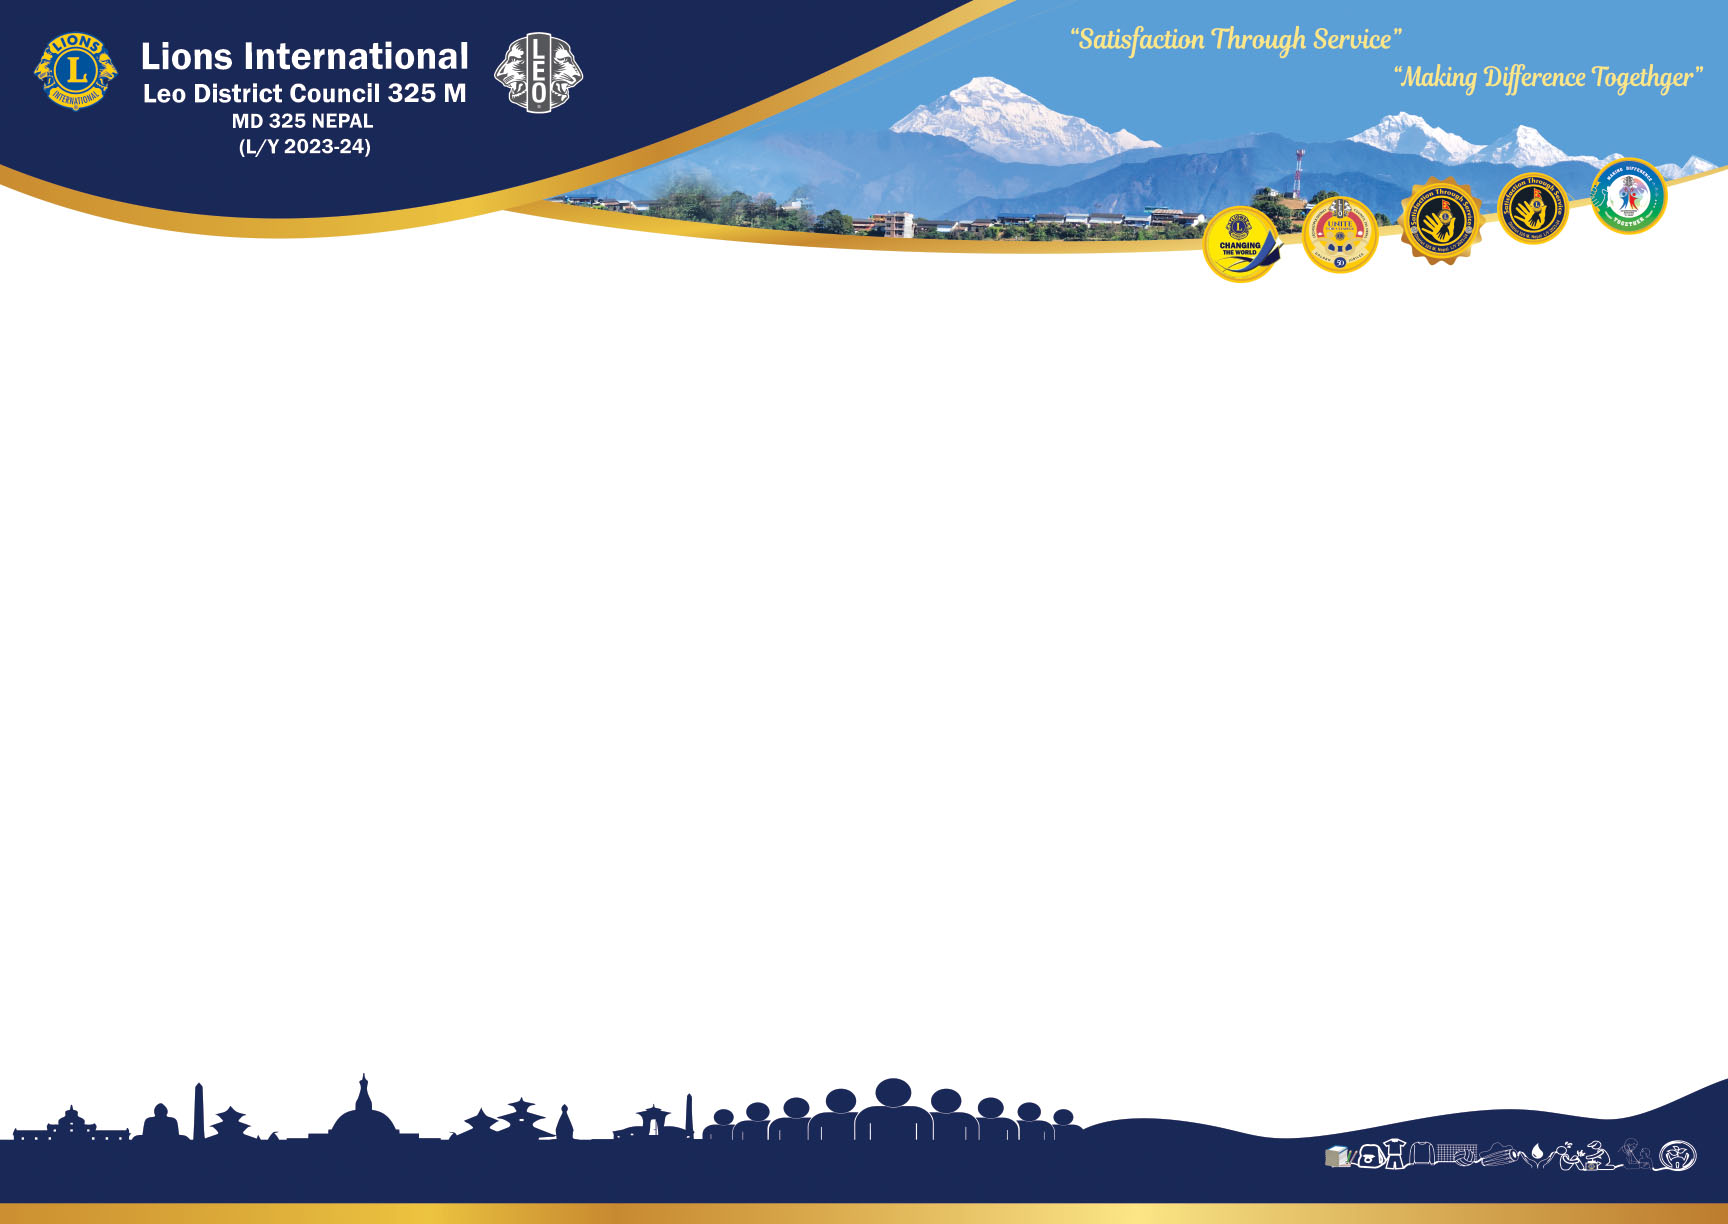 LIONS
L
INTERNATIONAL
Lions International
Leo District Council 325 M
MD 325 NEPAL
(L/Y 2023-24)
L
E
O
“Satisfaction Through Service”
“Making Difference Togethger”
CHANGING
THE WORLD
UNITE
50
Satisfaction Through Service
Satisfaction Through Service
MAKING DIFFERENCE
TOGETHER